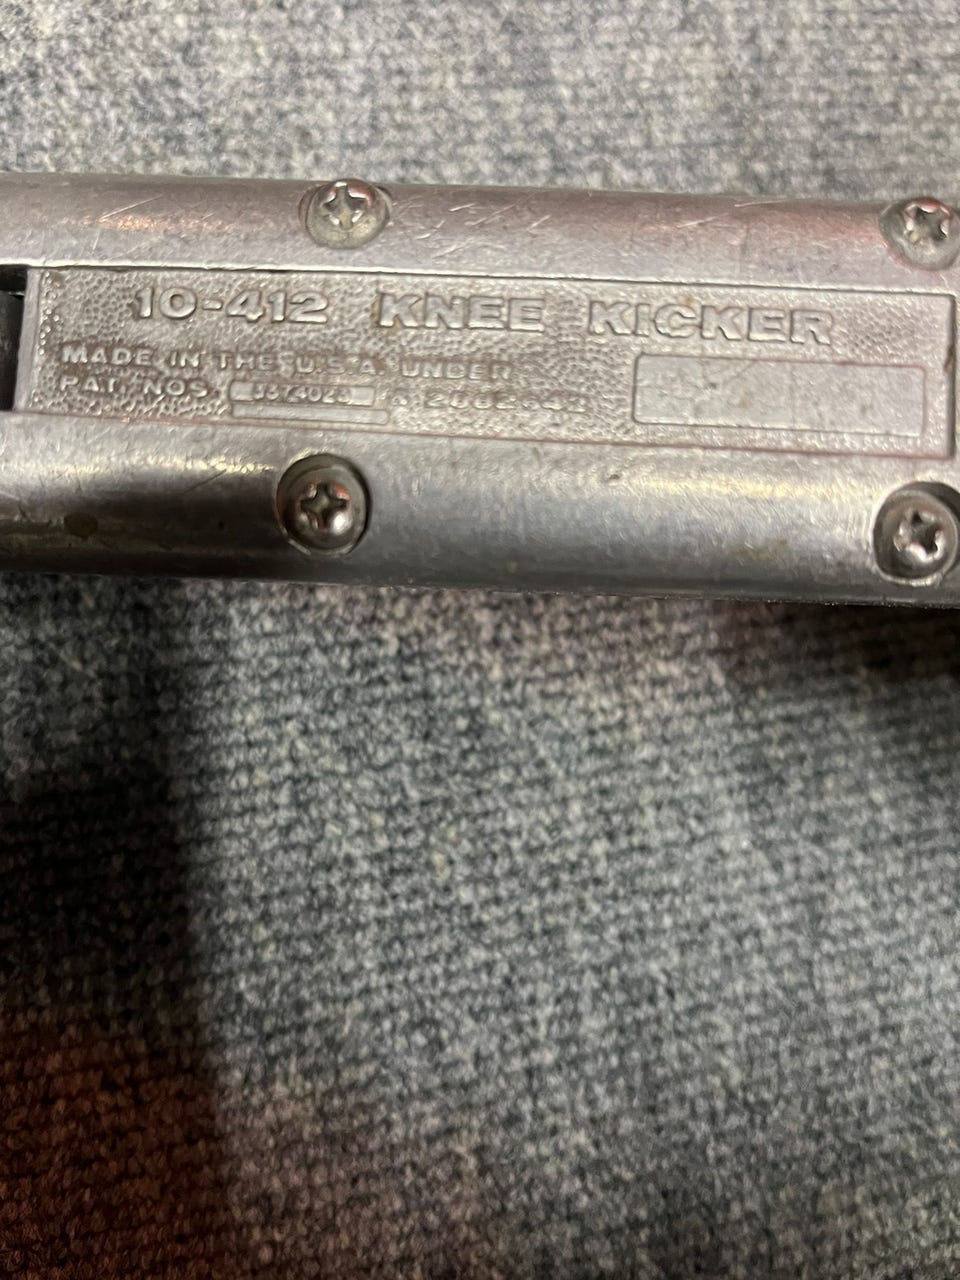 10-412 KNEE KICKER
MADE IN THE U.S.A. UNDER
PAT. NOS. &